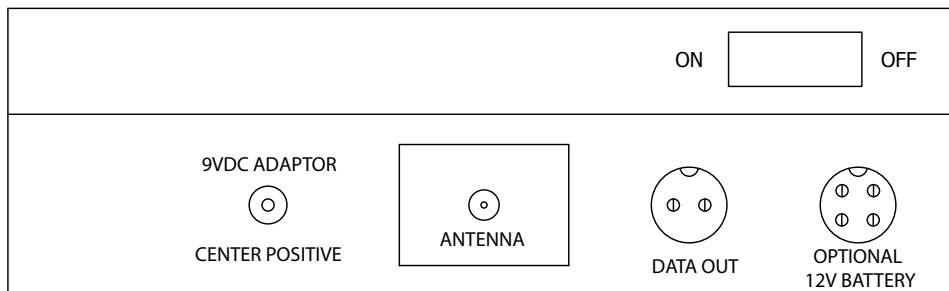 ON
OFF
9VDC ADAPTOR
CENTER POSITIVE
ANTENNA
DATA OUT
OPTIONAL
12V BATTERY